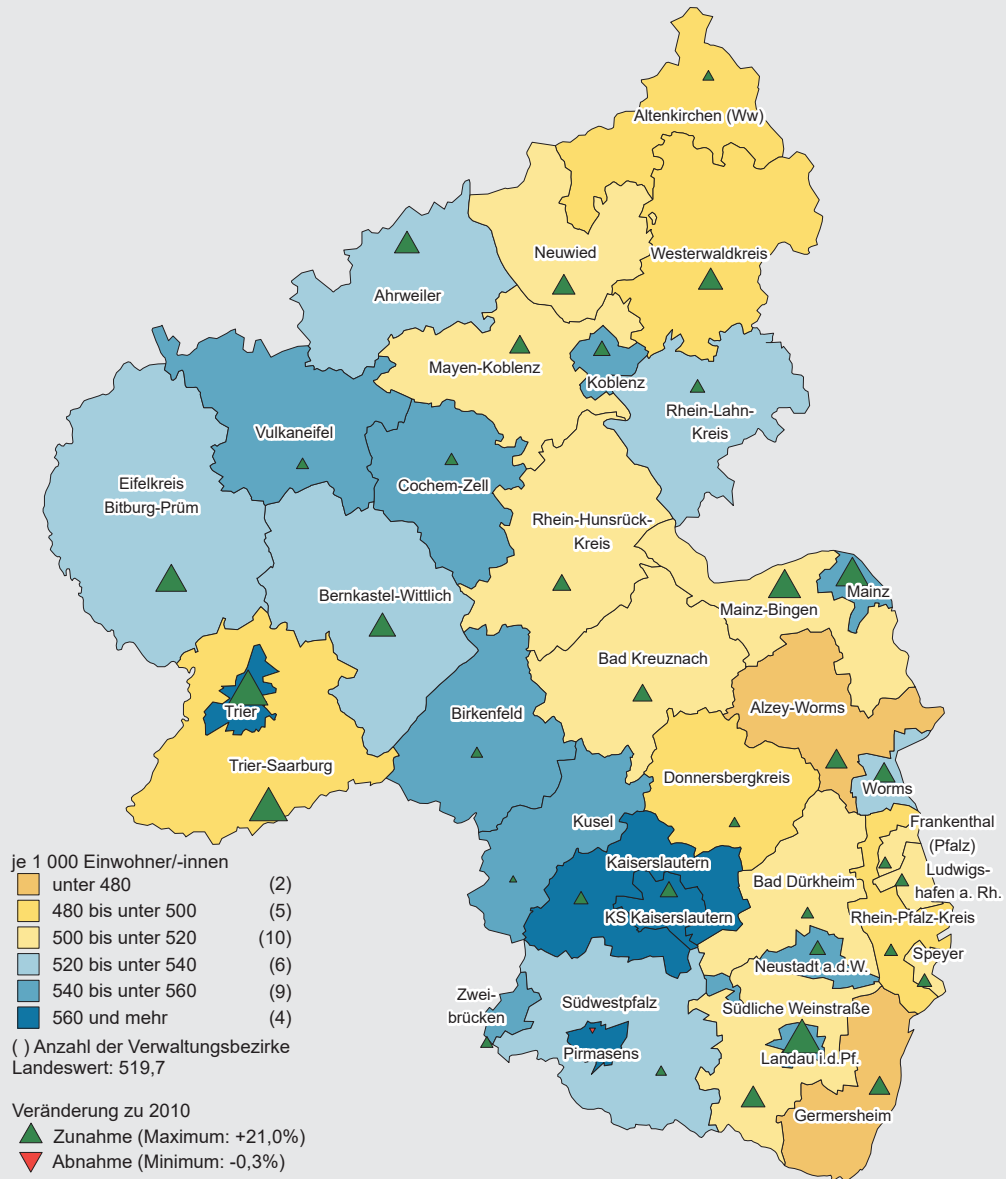 Altenkirchen (Ww)
Neuwied
Westerwaldkreis
Ahrweiler
Mayen-Koblenz
Koblenz
Rhein-Lahn-
Kreis
Vulkaneifel
Cochem-Zell
Eifelkreis
Bitburg-Prüm
Rhein-Hunsrück-
Kreis
Bernkastel-Wittlich
Mainz-Bingen
Mainz
Bad Kreuznach
Alzey-Worms
Birkenfeld
Trier
Trier-Saarburg
Donnersbergkreis
Worms
Kusel
Frankenthal
(Pfalz)
Kaiserslautern
Bad Dürkheim
Ludwigs-
hafen a. Rh.
KS Kaiserslautern
Rhein-Pfalz-Kreis
Speyer
Neustadt a.d.W.
Zwei-
brücken
Südwestpfalz
Südliche Weinstraße
Pirmasens
Landau i.d.Pf.
Germersheim
je 1 000 Einwohner/-innen
unter 480 (2)
480 bis unter 500 (5)
500 bis unter 520 (10)
520 bis unter 540 (6)
540 bis unter 560 (9)
560 und mehr (4)
( ) Anzahl der Verwaltungsbezirke
Landeswert: 519,7
Veränderung zu 2010
Zunahme (Maximum: +21,0%)
Abnahme (Minimum: -0,3%)